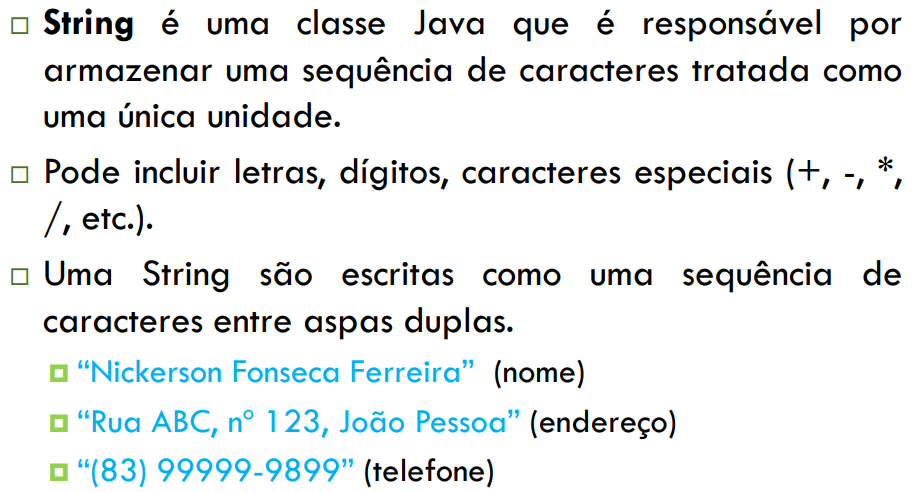 String é uma classe Java que é responsável por
armazenar uma sequência de caracteres tratada como
uma única unidade.
Pode incluir letras, dígitos, caracteres especiais (+, -, *,
/, etc.).
Uma String são escritas como uma sequência de
caracteres entre aspas duplas.
“Nickerson Fonseca Ferreira” (nome)
“Rua ABC, nº 123, João Pessoa” (endereço)
“(83) 99999-9899” (telefone)